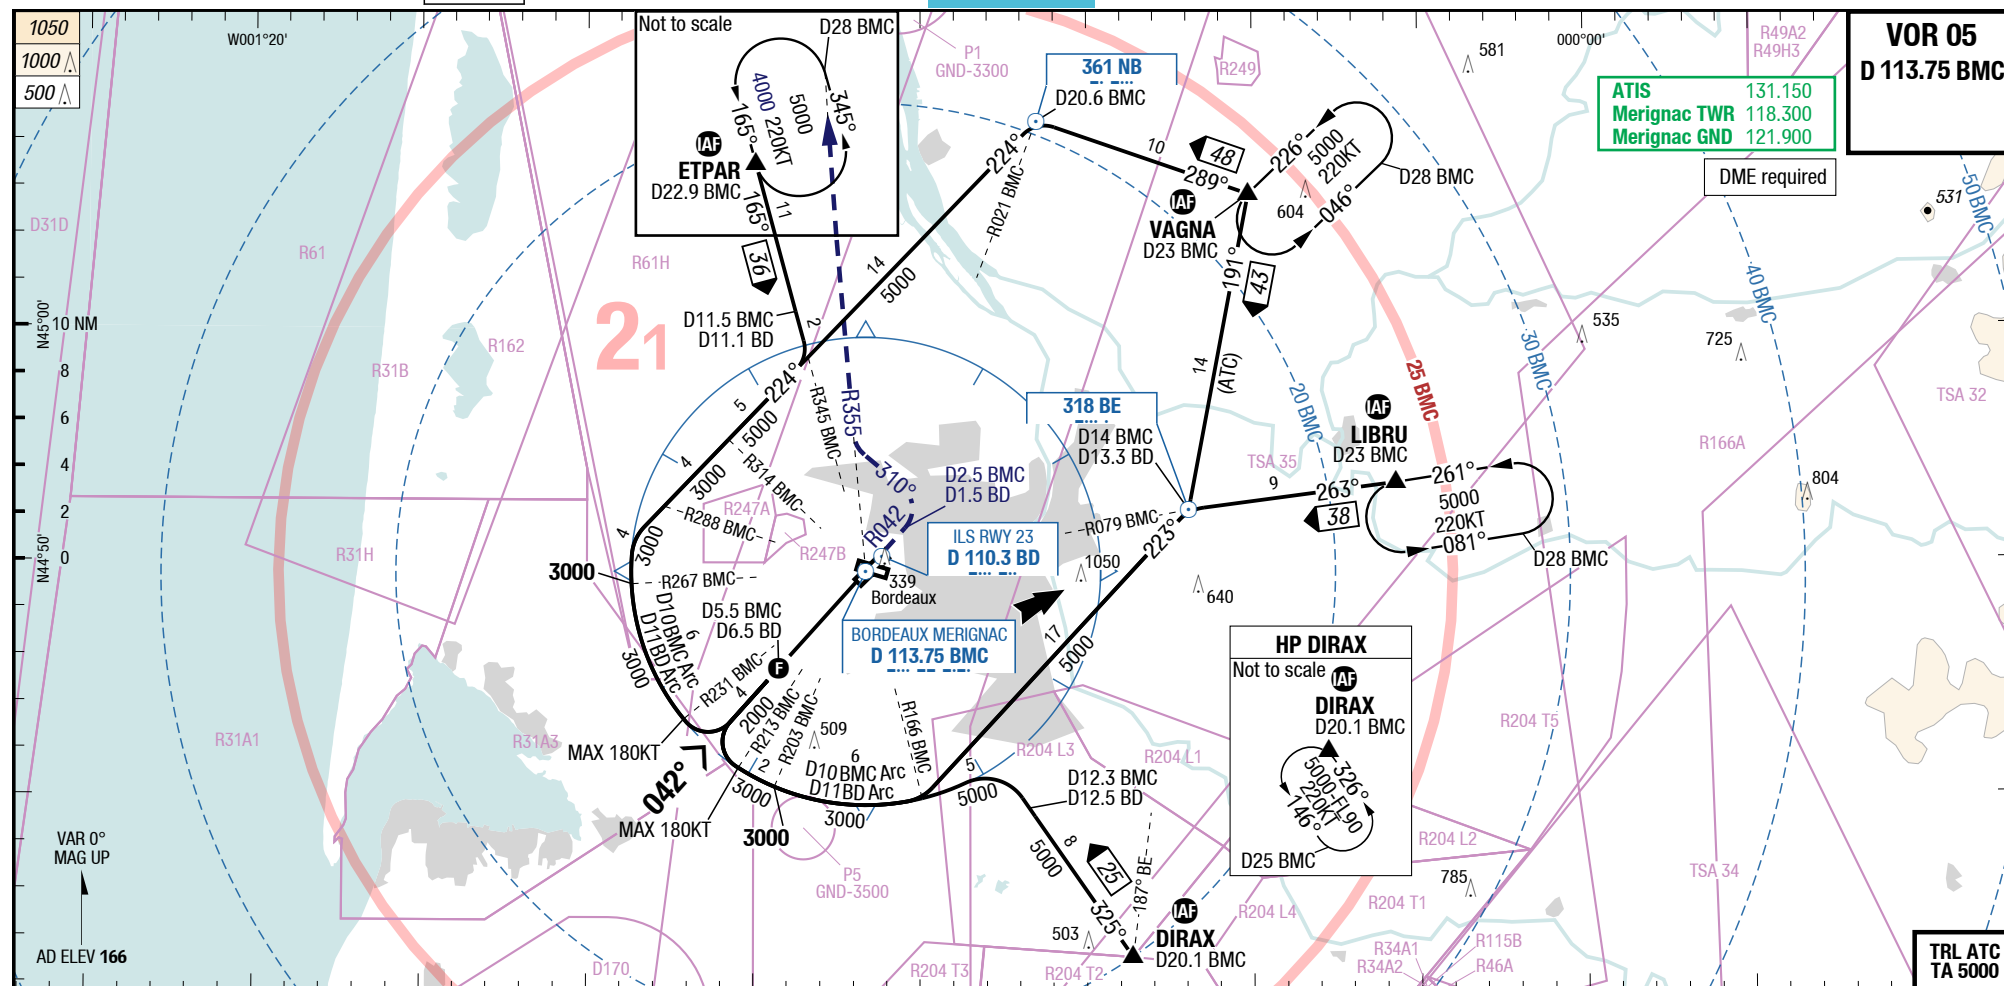 1050
1000
500
W001°20'
Not to scale
D28 BMC
4000 220KT
5000
345°
165°
IAF
ETPAR
D22.9 BMC
165°
11
36
P1
GND-3300
361 NB
D20.6 BMC
R249
581
000°00'
R49A2
R49H3
VOR 05
D 113.75 BMC
ATIS 131.150
Merignac TWR 118.300
Merignac GND 121.900
DME required
531
50 BMC
40 BMC
30 BMC
20 BMC
25 BMC
D31D
R61
R61H
R31B
R162
21
N45°00'
10 NM
8
6
4
2
0
N44°50'
224°
14
5000
R021 BMC
10
48
289°
IAF
VAGNA
D23 BMC
226°
5000
220KT
046°
604
D28 BMC
191°
43
14
(ATC)
D11.5 BMC
D11.1 BD
2
224°
5
5000
R345 BMC
R355
4
3000
R314 BMC
310°
R042
D2.5 BMC
D1.5 BD
318 BE
D14 BMC
D13.3 BD
TSA 35
9
263°
38
R079 BMC
223°
IAF
LIBRU
D23 BMC
261°
5000
220KT
081°
D28 BMC
535
725
TSA 32
R166A
804
R31H
R247A
R247B
R288 BMC
4
3000
3000
R267 BMC
ILS RWY 23
D 110.3 BD
339
Bordeaux
1050
640
D5.5 BMC
D6.5 BD
F
D10 BMC Arc
D11BD Arc
6
3000
R231 BMC
4
2000
R213 BMC
R203 BMC
509
BORDEAUX MERIGNAC
D 113.75 BMC
R166 BMC
17
5000
MAX 180KT
042°
MAX 180KT
2
3000
3000
6
D10 BMC Arc
D11BD Arc
3000
5
5000
D12.3 BMC
D12.5 BD
8
5000
25
325°
187° BE
IAF
DIRAX
D20.1 BMC
503
HP DIRAX
Not to scale
IAF
DIRAX
D20.1 BMC
326°
5000-FL90
220KT
146°
D25 BMC
R31A1
R31A3
P5
GND-3500
R204 L3
R204 L1
R204 T5
R204 L2
R204 T1
R204 L4
785
TSA 34
R34A1
R34A2
R115B
R46A
R204 T3
R204 T2
D170
VAR 0°
MAG UP
AD ELEV 166
TRL ATC
TA 5000